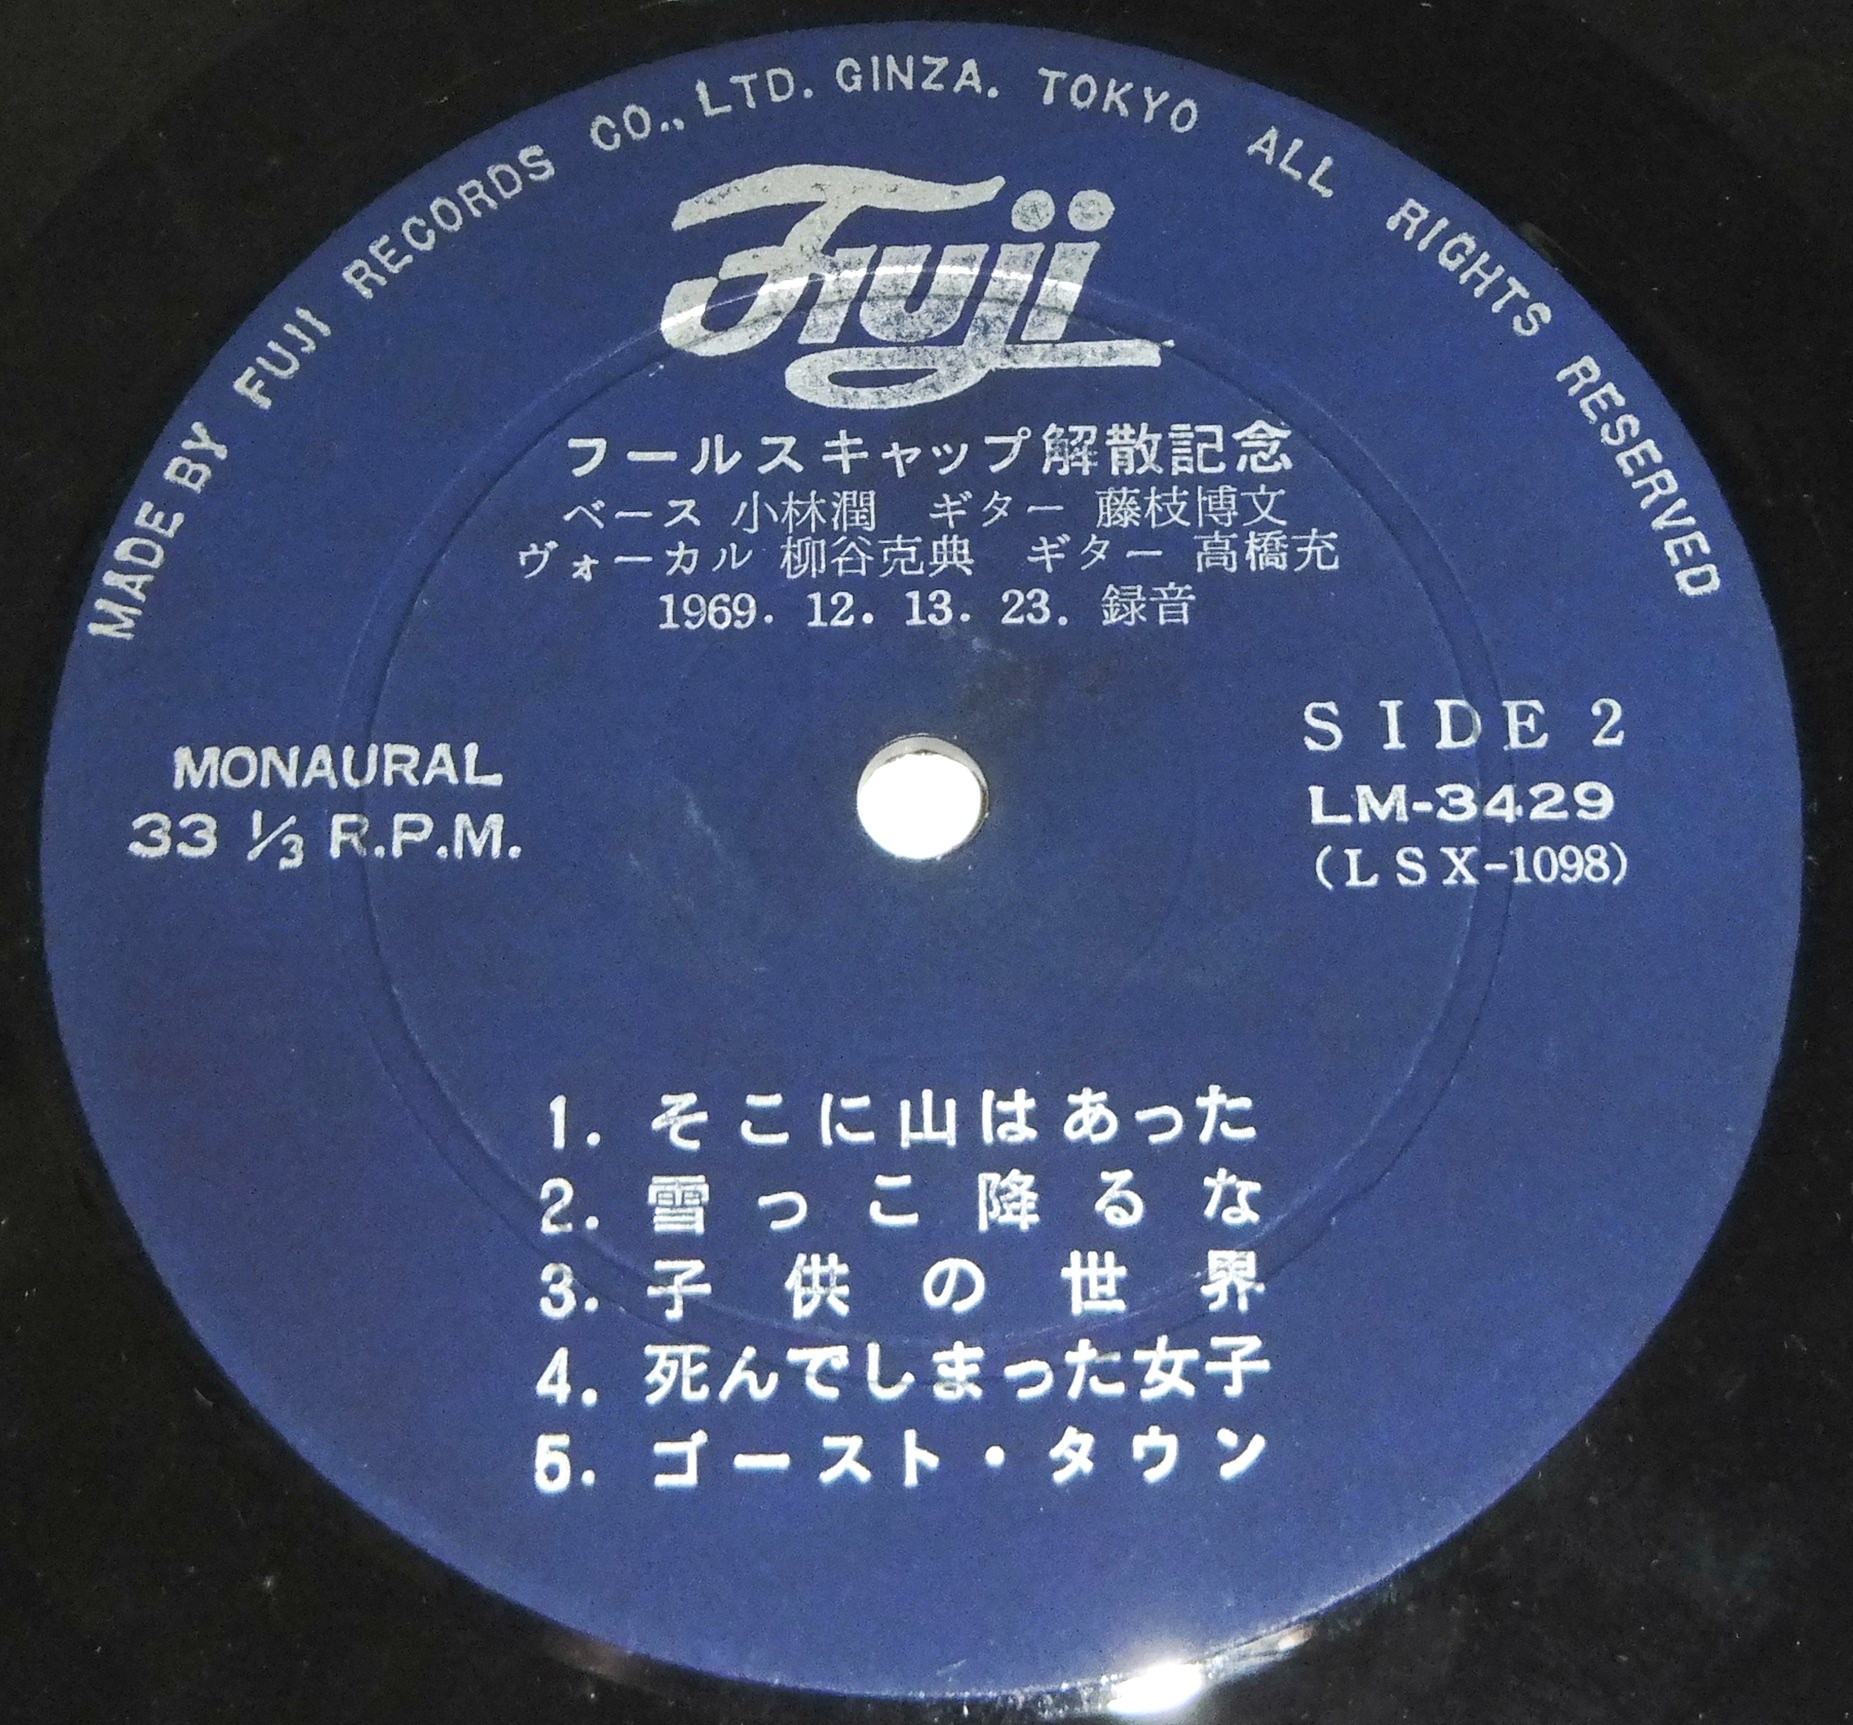 MADE BY FUJI RECORDS CO., LTD. GINZA. TOKYO ALL RIGHTS RESERVED
Fuji
フールスキャップ解散記念
ベース 小林潤 ギター 藤枝博文
ヴォーカル 柳谷克典 ギター 高橋充
1969. 12. 13. 23. 録音
MONAURAL
33 1/3 R.P.M.
SIDE 2
LM-3429
(LSX-1098)
1. そこに山はあった
2. 雪っこ降るな
3. 子供の世界
4. 死んでしまった女子
5. ゴースト・タウン